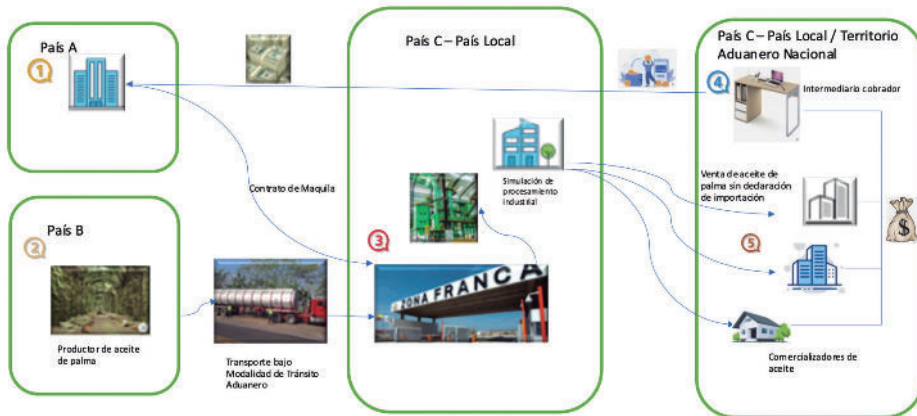 País A
1
Contrato de Maquila
País B
2
Productor de aceite
de palma
Transporte bajo
Modalidad de Tránsito
Aduanero
País C – País Local
3
ZONA FRANCA
Simulación de
procesamiento
industrial
País C – País Local / Territorio
Aduanero Nacional
4
Intermediario cobrador
Venta de aceite de
palma sin declaración
de importación
5
$
Comercializadores de
aceite